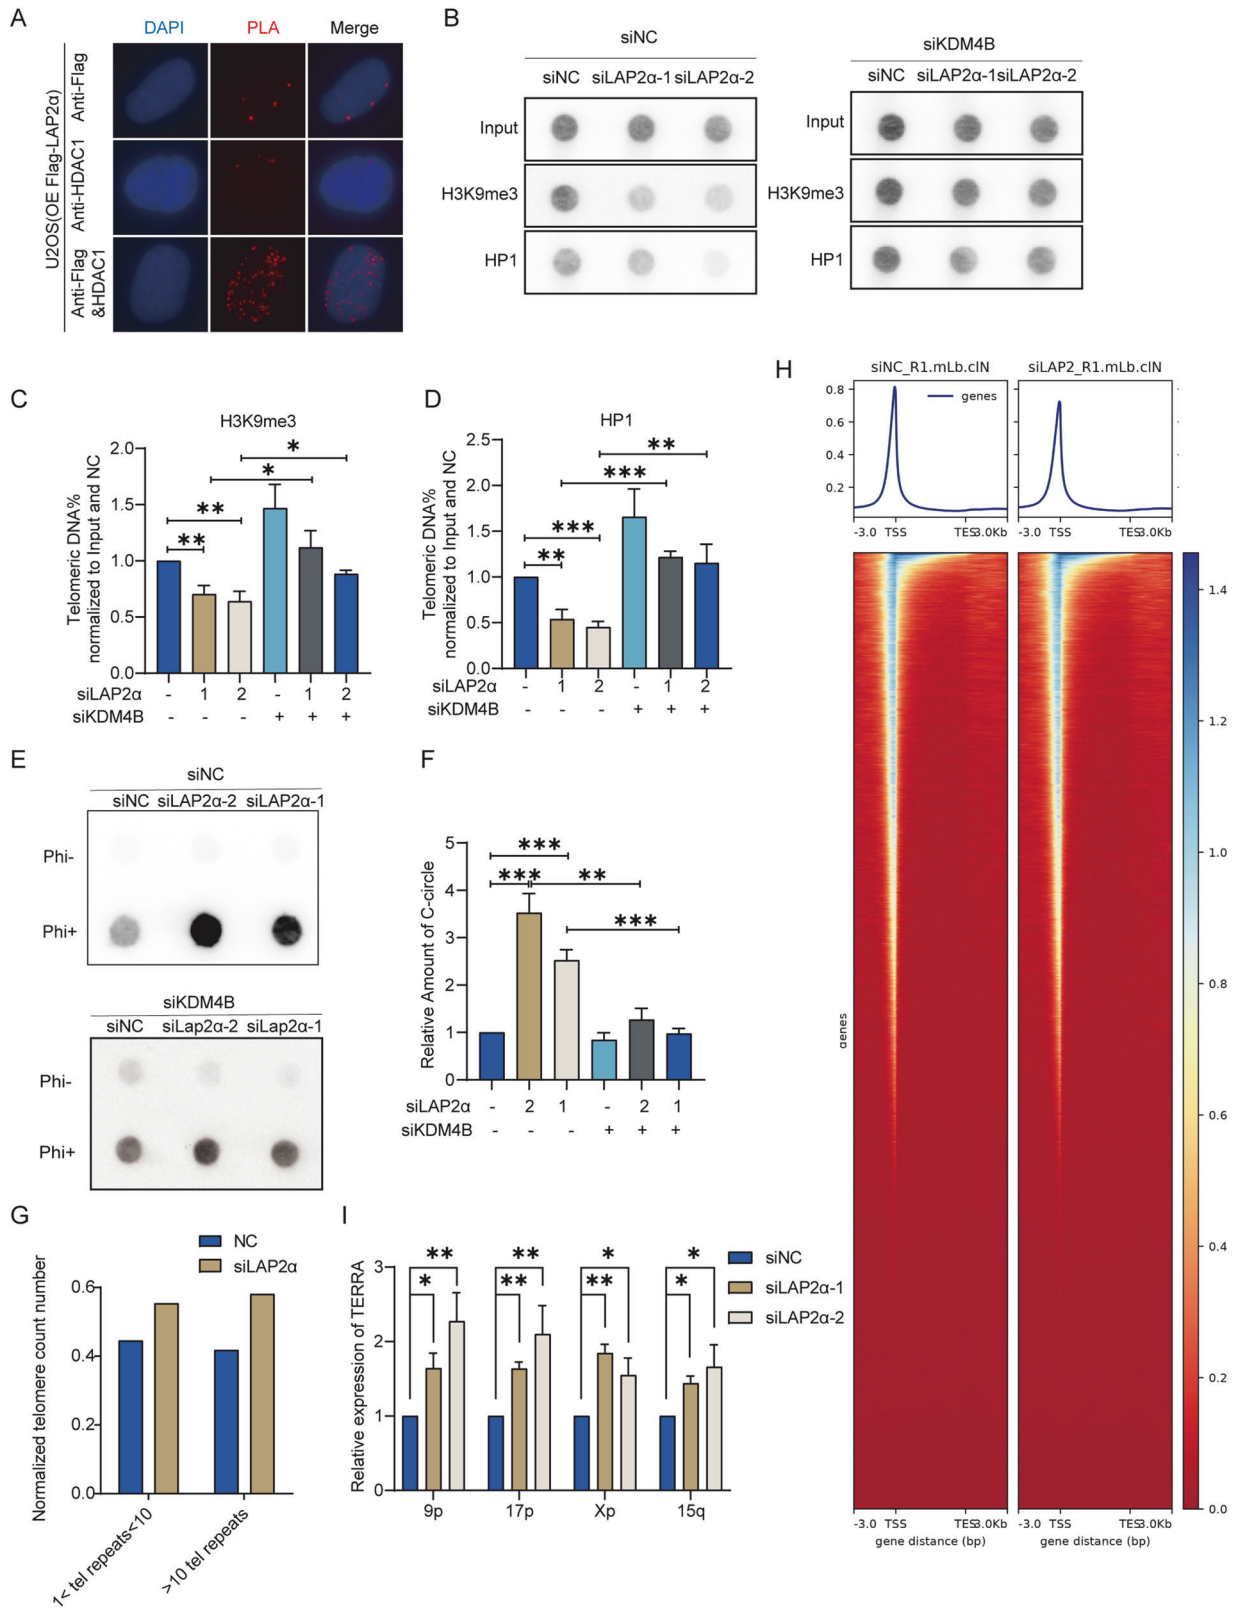 A
DAPI PLA Merge
U2OS(OE Flag-LAP2α)
Anti-Flag
Anti-HDAC1
Anti-Flag
&HDAC1
B
siNC
siNC siLAP2α-1 siLAP2α-2
Input
H3K9me3
HP1
siKDM4B
siNC siLAP2α-1 siLAP2α-2
Input
H3K9me3
HP1
C
H3K9me3
Telomeric DNA%
normalized to Input and NC
2.0
1.5
1.0
0.5
0.0
** ** * *
siLAP2α - 1 2 - 1 2
siKDM4B - - - + + +
D
HP1
Telomeric DNA%
normalized to Input and NC
2.5
2.0
1.5
1.0
0.5
0.0
** *** *** **
siLAP2α - 1 2 - 1 2
siKDM4B - - - + + +
E
siNC
siNC siLAP2α-2 siLAP2α-1
Phi-
Phi+
siKDM4B
siNC siLap2α-2 siLap2α-1
Phi-
Phi+
F
Relative Amount of C-circle
5
4
3
2
1
0
*** *** ** ***
siLAP2α - 2 1 - 2 1
siKDM4B - - - + + +
G
NC
siLAP2α
Normalized telomere count number
0.6
0.4
0.2
0.0
1< tel repeats<10
>10 tel repeats
H
siNC_R1.mLb.clN siLAP2_R1.mLb.clN
genes
0.8
0.6
0.4
0.2
-3.0 TSS TES3.0Kb
-3.0 TSS TES3.0Kb
genes
1.4
1.2
1.0
0.8
0.6
0.4
0.2
0.0
-3.0 TSS TES3.0Kb
gene distance (bp)
-3.0 TSS TES3.0Kb
gene distance (bp)
I
siNC
siLAP2α-1
siLAP2α-2
Relative expression of TERRA
3
2
1
0
** ** * *
* ** ** *
9p 17p Xp 15q